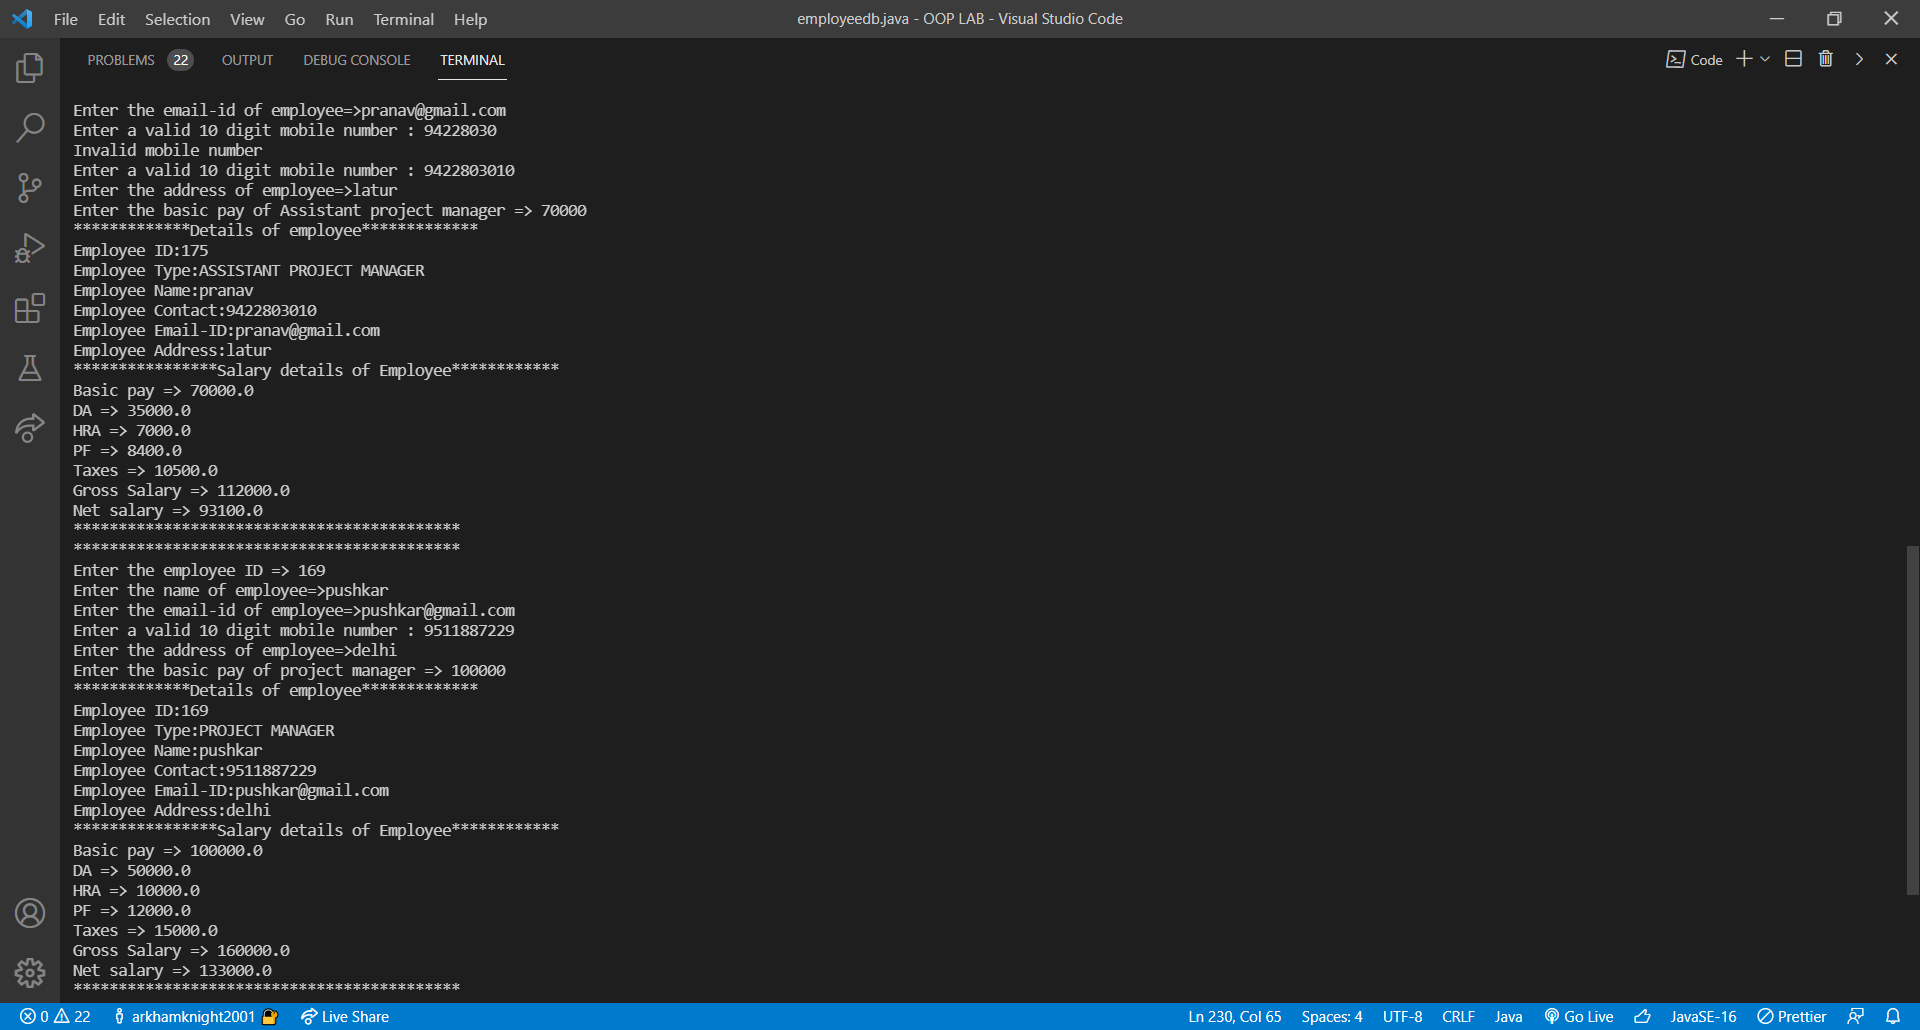 File Edit Selection View Go Run Terminal Help employeedb.java - OOP LAB - Visual Studio Code
PROBLEMS 22 OUTPUT DEBUG CONSOLE TERMINAL Code
Enter the email-id of employee=>pranav@gmail.com
Enter a valid 10 digit mobile number : 94228030
Invalid mobile number
Enter a valid 10 digit mobile number : 9422803010
Enter the address of employee=>latur
Enter the basic pay of Assistant project manager => 70000
*************Details of employee*************
Employee ID:175
Employee Type:ASSISTANT PROJECT MANAGER
Employee Name:pranav
Employee Contact:9422803010
Employee Email-ID:pranav@gmail.com
Employee Address:latur
****************Salary details of Employee************
Basic pay => 70000.0
DA => 35000.0
HRA => 7000.0
PF => 8400.0
Taxes => 10500.0
Gross Salary => 112000.0
Net salary => 93100.0
*******************************************
*******************************************
Enter the employee ID => 169
Enter the name of employee=>pushkar
Enter the email-id of employee=>pushkar@gmail.com
Enter a valid 10 digit mobile number : 9511887229
Enter the address of employee=>delhi
Enter the basic pay of project manager => 100000
*************Details of employee*************
Employee ID:169
Employee Type:PROJECT MANAGER
Employee Name:pushkar
Employee Contact:9511887229
Employee Email-ID:pushkar@gmail.com
Employee Address:delhi
****************Salary details of Employee************
Basic pay => 100000.0
DA => 50000.0
HRA => 10000.0
PF => 12000.0
Taxes => 15000.0
Gross Salary => 160000.0
Net salary => 133000.0
*******************************************
0 22 arkhamknight2001 Live Share Ln 230, Col 65 Spaces: 4 UTF-8 CRLF Java Go Live JavaSE-16 Prettier